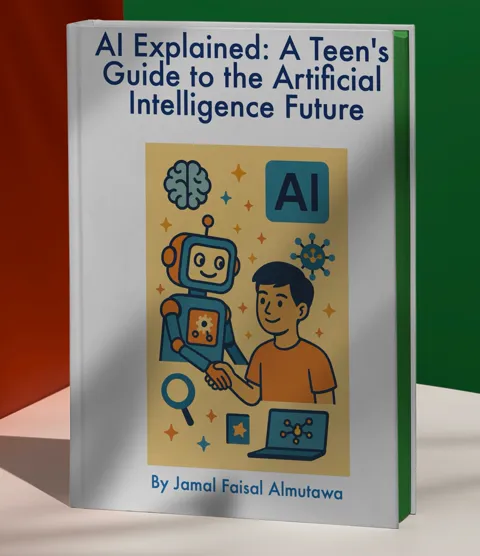 AI Explained: A Teen's
Guide to the Artificial
Intelligence Future
AI
By Jamal Faisal Almutawa